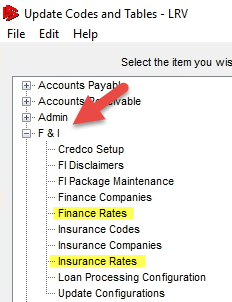 Update Codes and Tables - LRV
File Edit Help
Select the item you wis
Accounts Payable
Accounts Receivable
Admin
F & I
Credco Setup
FI Disclaimers
FI Package Maintenance
Finance Companies
Finance Rates
Insurance Codes
Insurance Companies
Insurance Rates
Loan Processing Configuration
Update Configurations